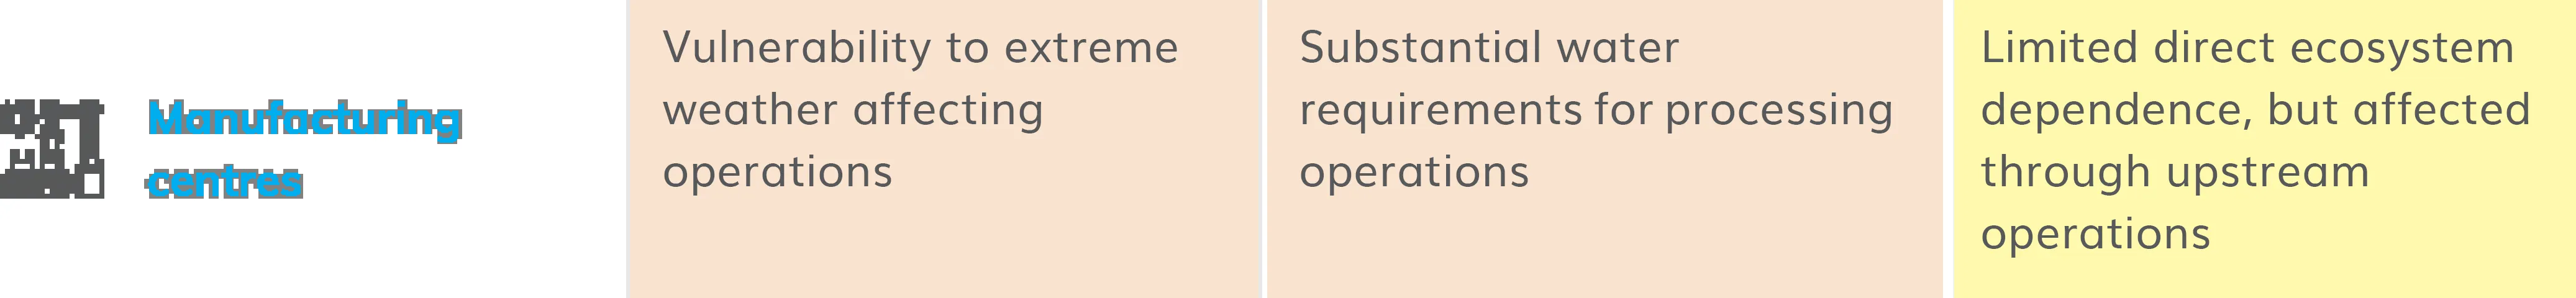 Manufacturing
centres
Vulnerability to extreme
weather affecting
operations
Substantial water
requirements for processing
operations
Limited direct ecosystem
dependence, but affected
through upstream
operations